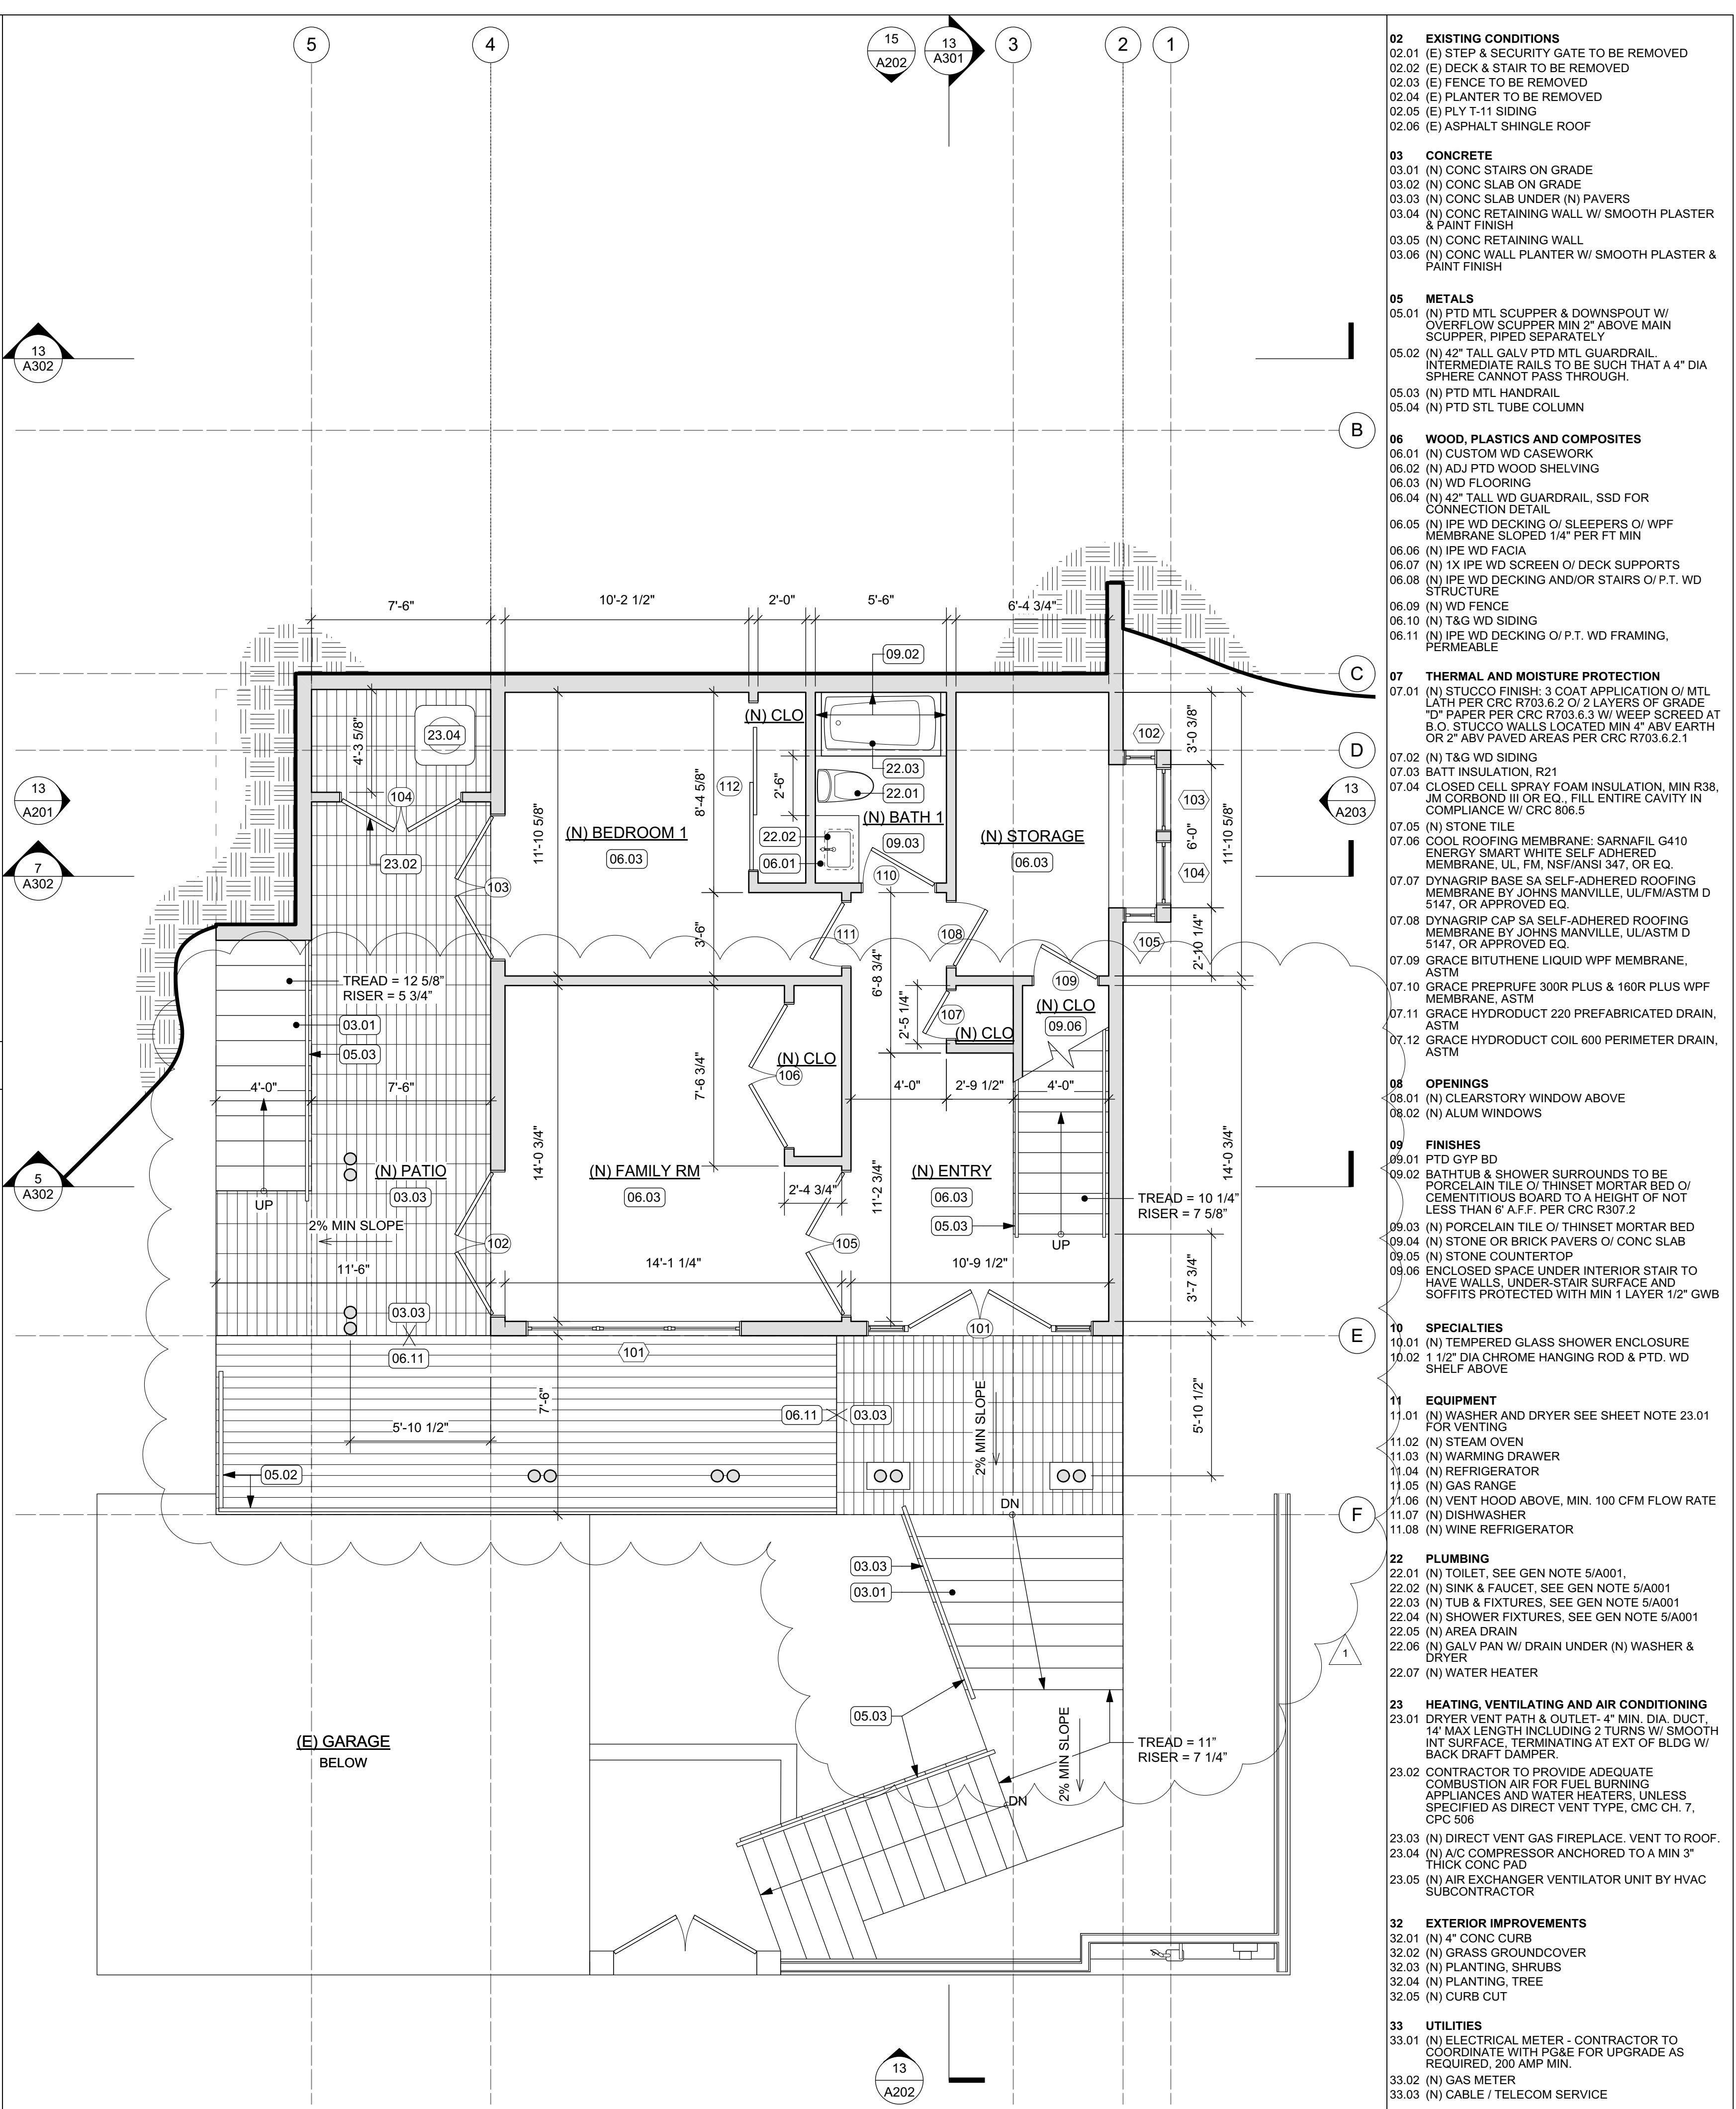 5
4
15
A202
13
A301
3
2
1
13
A302
B
7'-6"
10'-2 1/2"
2'-0"
5'-6"
6'-4 3/4"
09.02
C
(N) CLO
23.04
4'-3 5/8"
102
3'-0 3/8"
D
22.03
13
A201
104
112
2'-6"
22.01
103
13
A203
8'-4 5/8"
(N) BATH 1
6'-0"
11'-10 5/8"
(N) BEDROOM 1
22.02
09.03
(N) STORAGE
11'-10 5/8"
06.03
06.01
06.03
23.02
7
A302
103
110
104
3'-6"
111
108
105
2'-10 1/4"
6'-8 3/4"
TREAD = 12 5/8"
RISER = 5 3/4"
109
(N) CLO
2'-5 1/4"
107
03.01
09.06
(N) CLO
05.03
(N) CLO
106
7'-6 3/4"
4'-0"
7'-6"
4'-0"
2'-9 1/2"
4'-0"
14'-0 3/4"
14'-0 3/4"
(N) PATIO
(N) FAMILY RM
(N) ENTRY
5
A302
03.03
06.03
2'-4 3/4"
11'-2 3/4"
06.03
TREAD = 10 1/4"
RISER = 7 5/8"
UP
2% MIN SLOPE
05.03
UP
102
105
11'-6"
14'-1 1/4"
10'-9 1/2"
3'-7 3/4"
03.03
101
E
06.11
101
7'-6"
06.11
03.03
2% MIN SLOPE
5'-10 1/2"
5'-10 1/2"
05.02
DN
F
03.03
03.01
1
05.03
(E) GARAGE
BELOW
2% MIN SLOPE
TREAD = 11"
RISER = 7 1/4"
DN
13
A202
02 EXISTING CONDITIONS
02.01 (E) STEP & SECURITY GATE TO BE REMOVED
02.02 (E) DECK & STAIR TO BE REMOVED
02.03 (E) FENCE TO BE REMOVED
02.04 (E) PLANTER TO BE REMOVED
02.05 (E) PLY T-11 SIDING
02.06 (E) ASPHALT SHINGLE ROOF
03 CONCRETE
03.01 (N) CONC STAIRS ON GRADE
03.02 (N) CONC SLAB ON GRADE
03.03 (N) CONC SLAB UNDER (N) PAVERS
03.04 (N) CONC RETAINING WALL W/ SMOOTH PLASTER
& PAINT FINISH
03.05 (N) CONC RETAINING WALL
03.06 (N) CONC WALL PLANTER W/ SMOOTH PLASTER &
PAINT FINISH
05 METALS
05.01 (N) PTD MTL SCUPPER & DOWNSPOUT W/
OVERFLOW SCUPPER MIN 2" ABOVE MAIN
SCUPPER, PIPED SEPARATELY
05.02 (N) 42" TALL GALV PTD MTL GUARDRAIL.
INTERMEDIATE RAILS TO BE SUCH THAT A 4" DIA
SPHERE CANNOT PASS THROUGH.
05.03 (N) PTD MTL HANDRAIL
05.04 (N) PTD STL TUBE COLUMN
06 WOOD, PLASTICS AND COMPOSITES
06.01 (N) CUSTOM WD CASEWORK
06.02 (N) ADJ PTD WOOD SHELVING
06.03 (N) WD FLOORING
06.04 (N) 42" TALL WD GUARDRAIL, SSD FOR
CONNECTION DETAIL
06.05 (N) IPE WD DECKING O/ SLEEPERS O/ WPF
MEMBRANE SLOPED 1/4" PER FT MIN
06.06 (N) IPE WD FACIA
06.07 (N) 1X IPE WD SCREEN O/ DECK SUPPORTS
06.08 (N) IPE WD DECKING AND/OR STAIRS O/ P.T. WD
STRUCTURE
06.09 (N) WD FENCE
06.10 (N) T&G WD SIDING
06.11 (N) IPE WD DECKING O/ P.T. WD FRAMING,
PERMEABLE
07 THERMAL AND MOISTURE PROTECTION
07.01 (N) STUCCO FINISH: 3 COAT APPLICATION O/ MTL
LATH PER CRC R703.6.2 O/ 2 LAYERS OF GRADE
"D" PAPER PER CRC R703.6.3 W/ WEEP SCREED AT
B.O. STUCCO WALLS LOCATED MIN 4" ABV EARTH
OR 2" ABV PAVED AREAS PER CRC R703.6.2.1
07.02 (N) T&G WD SIDING
07.03 BATT INSULATION, R21
07.04 CLOSED CELL SPRAY FOAM INSULATION, MIN R38,
JM CORBOND III OR EQ., FILL ENTIRE CAVITY IN
COMPLIANCE W/ CRC 806.5
07.05 (N) STONE TILE
07.06 COOL ROOFING MEMBRANE: SARNAFIL G410
ENERGY SMART WHITE SELF ADHERED
MEMBRANE, UL, FM, NSF/ANSI 347, OR EQ.
07.07 DYNAGRIP BASE SA SELF-ADHERED ROOFING
MEMBRANE BY JOHNS MANVILLE, UL/FM/ASTM D
5147, OR APPROVED EQ.
07.08 DYNAGRIP CAP SA SELF-ADHERED ROOFING
MEMBRANE BY JOHNS MANVILLE, UL/ASTM D
5147, OR APPROVED EQ.
07.09 GRACE BITUTHENE LIQUID WPF MEMBRANE,
ASTM
07.10 GRACE PREPRUFE 300R PLUS & 160R PLUS WPF
MEMBRANE, ASTM
07.11 GRACE HYDRODUCT 220 PREFABRICATED DRAIN,
ASTM
07.12 GRACE HYDRODUCT COIL 600 PERIMETER DRAIN,
ASTM
08 OPENINGS
08.01 (N) CLEARSTORY WINDOW ABOVE
08.02 (N) ALUM WINDOWS
09 FINISHES
09.01 PTD GYP BD
09.02 BATHTUB & SHOWER SURROUNDS TO BE
PORCELAIN TILE O/ THINSET MORTAR BED O/
CEMENTITIOUS BOARD TO A HEIGHT OF NOT
LESS THAN 6' A.F.F. PER CRC R307.2
09.03 (N) PORCELAIN TILE O/ THINSET MORTAR BED
09.04 (N) STONE OR BRICK PAVERS O/ CONC SLAB
09.05 (N) STONE COUNTERTOP
09.06 ENCLOSED SPACE UNDER INTERIOR STAIR TO
HAVE WALLS, UNDER-STAIR SURFACE AND
SOFFITS PROTECTED WITH MIN 1 LAYER 1/2" GWB
10 SPECIALTIES
10.01 (N) TEMPERED GLASS SHOWER ENCLOSURE
10.02 1 1/2" DIA CHROME HANGING ROD & PTD. WD
SHELF ABOVE
11 EQUIPMENT
11.01 (N) WASHER AND DRYER SEE SHEET NOTE 23.01
FOR VENTING
11.02 (N) STEAM OVEN
11.03 (N) WARMING DRAWER
11.04 (N) REFRIGERATOR
11.05 (N) GAS RANGE
11.06 (N) VENT HOOD ABOVE, MIN. 100 CFM FLOW RATE
11.07 (N) DISHWASHER
11.08 (N) WINE REFRIGERATOR
22 PLUMBING
22.01 (N) TOILET, SEE GEN NOTE 5/A001,
22.02 (N) SINK & FAUCET, SEE GEN NOTE 5/A001
22.03 (N) TUB & FIXTURES, SEE GEN NOTE 5/A001
22.04 (N) SHOWER FIXTURES, SEE GEN NOTE 5/A001
22.05 (N) AREA DRAIN
22.06 (N) GALV PAN W/ DRAIN UNDER (N) WASHER &
DRYER
22.07 (N) WATER HEATER
23 HEATING, VENTILATING AND AIR CONDITIONING
23.01 DRYER VENT PATH & OUTLET- 4" MIN. DIA. DUCT,
14' MAX LENGTH INCLUDING 2 TURNS W/ SMOOTH
INT SURFACE, TERMINATING AT EXT OF BLDG W/
BACK DRAFT DAMPER.
23.02 CONTRACTOR TO PROVIDE ADEQUATE
COMBUSTION AIR FOR FUEL BURNING
APPLIANCES AND WATER HEATERS, UNLESS
SPECIFIED AS DIRECT VENT TYPE, CMC CH. 7,
CPC 506
23.03 (N) DIRECT VENT GAS FIREPLACE. VENT TO ROOF.
23.04 (N) A/C COMPRESSOR ANCHORED TO A MIN 3"
THICK CONC PAD
23.05 (N) AIR EXCHANGER VENTILATOR UNIT BY HVAC
SUBCONTRACTOR
32 EXTERIOR IMPROVEMENTS
32.01 (N) 4" CONC CURB
32.02 (N) GRASS GROUNDCOVER
32.03 (N) PLANTING, SHRUBS
32.04 (N) PLANTING, TREE
32.05 (N) CURB CUT
33 UTILITIES
33.01 (N) ELECTRICAL METER - CONTRACTOR TO
COORDINATE WITH PG&E FOR UPGRADE AS
REQUIRED, 200 AMP MIN.
33.02 (N) GAS METER
33.03 (N) CABLE / TELECOM SERVICE